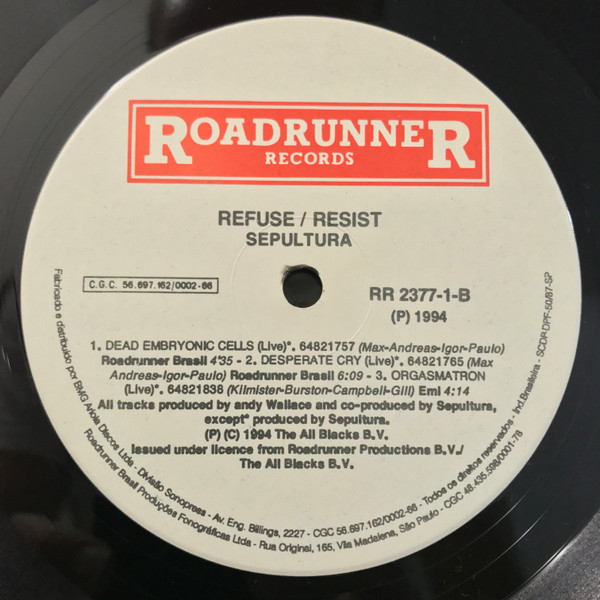 ROADRUNNER
RECORDS
REFUSE / RESIST
SEPULTURA
C.G.C. 56.697.162/0002-66
RR 2377-1-B
(P) 1994
1. DEAD EMBRYONIC CELLS (Live)*. 64821757 (Max-Andreas-Igor-Paulo)
Roadrunner Brasil 4'35 - 2. DESPERATE CRY (Live)*. 64821765 (Max
Andreas-Igor-Paulo) Roadrunner Brasil 6:09 - 3. ORGASMATRON
(Live)*. 64821838 (Kilmister-Burston-Campbell-Gill) Emi 4:14
All tracks produced by andy Wallace and co-produced by Sepultura,
except* produced by Sepultura.
(P) (C) 1994 The All Blacks B.V.
Issued under licence from Roadrunner Productions B.V./
The All Blacks B.V.
Fabricado e distribuido por BMG Ariola Discos Ltda - Divisão Sonopress - Av. Eng. Billings, 2227 - CGC 56.697.162/0002-66 - Todos os direitos reservados - Ind. Brasileira - SCDP-DPF-50/87-SP
Roadrunner Brasil Produções Fonográficas Ltda - Rua Original, 165, Vila Madalena, São Paulo - CGC 48.435.598/0001-78